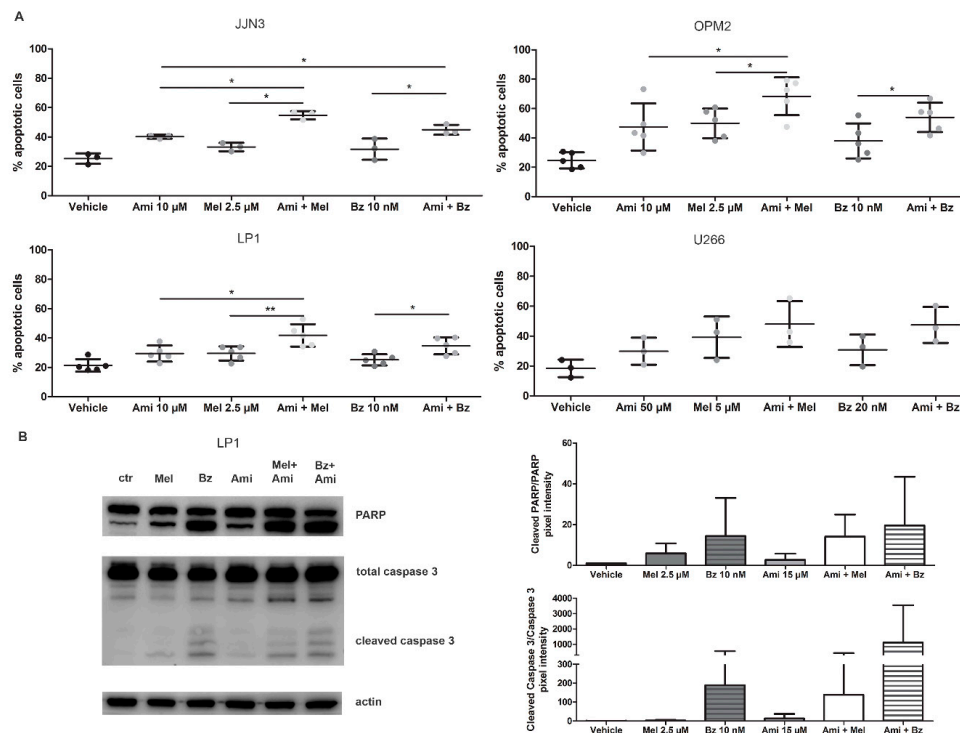 A
JJN3
% apoptotic cells
100
80
60
40
20
0
* * * *
Vehicle Ami 10 µM Mel 2.5 µM Ami + Mel Bz 10 nM Ami + Bz
OPM2
% apoptotic cells
100
80
60
40
20
0
* * *
Vehicle Ami 10 µM Mel 2.5 µM Ami + Mel Bz 10 nM Ami + Bz
LP1
% apoptotic cells
100
80
60
40
20
0
* ** *
Vehicle Ami 10 µM Mel 2.5 µM Ami + Mel Bz 10 nM Ami + Bz
U266
% apoptotic cells
100
80
60
40
20
0
Vehicle Ami 50 µM Mel 5 µM Ami + Mel Bz 20 nM Ami + Bz
B
LP1
ctr Mel Bz Ami Mel+ Bz+
Ami Ami
PARP
total caspase 3
cleaved caspase 3
actin
Cleaved PARP/PARP
pixel intensity
60
40
20
0
Vehicle Mel 2.5 µM Bz 10 nM Ami 15 µM Ami + Mel Ami + Bz
Cleaved Caspase 3/Caspase 3
pixel intensity
4000
3000
2000
1000
200
100
0
Vehicle Mel 2.5 µM Bz 10 nM Ami 15 µM Ami + Mel Ami + Bz